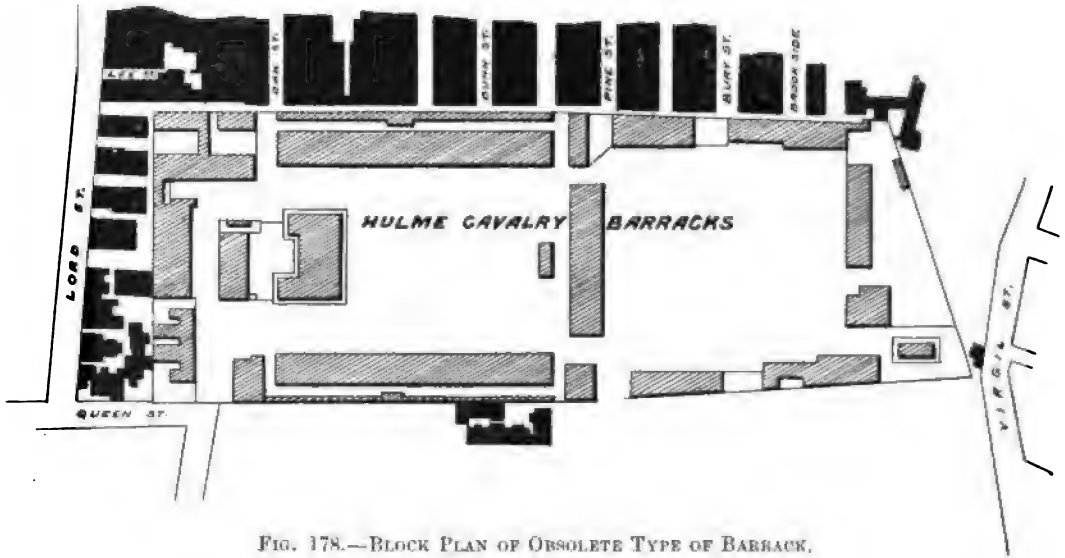 OAK ST.
DUNN ST.
PINE ST.
BURY ST.
BROOK SIDE
LORD ST.
HULME CAVALRY BARRACKS
VIRGIL ST.
QUEEN ST.
FIG. 178.—BLOCK PLAN OF OBSOLETE TYPE OF BARRACK.